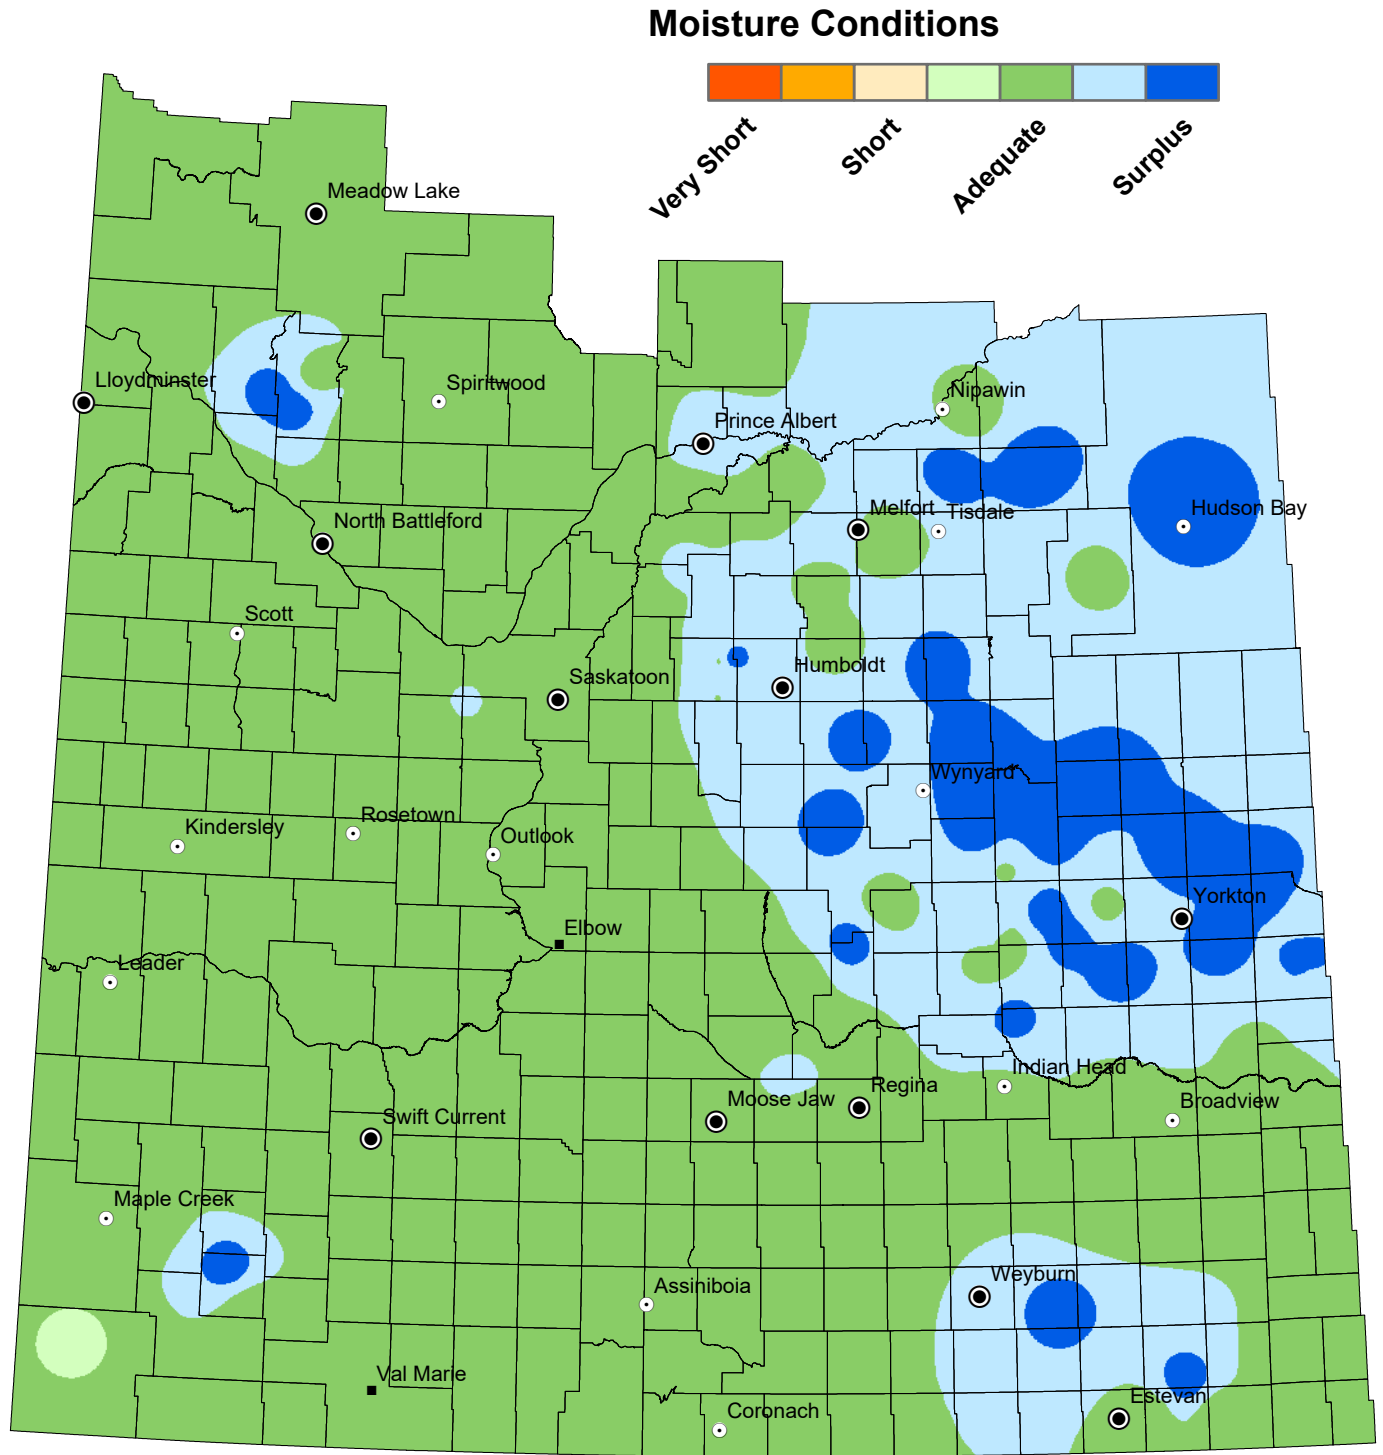 Moisture Conditions
Very Short
Short
Adequate
Surplus
Meadow Lake
Lloydminster
Spiritwood
Nipawin
Prince Albert
Melfort
Tisdale
Hudson Bay
North Battleford
Scott
Saskatoon
Humboldt
Wynyard
Kindersley
Rosetown
Outlook
Yorkton
Elbow
Leader
Indian Head
Regina
Moose Jaw
Broadview
Swift Current
Maple Creek
Weyburn
Assiniboia
Val Marie
Estevan
Coronach